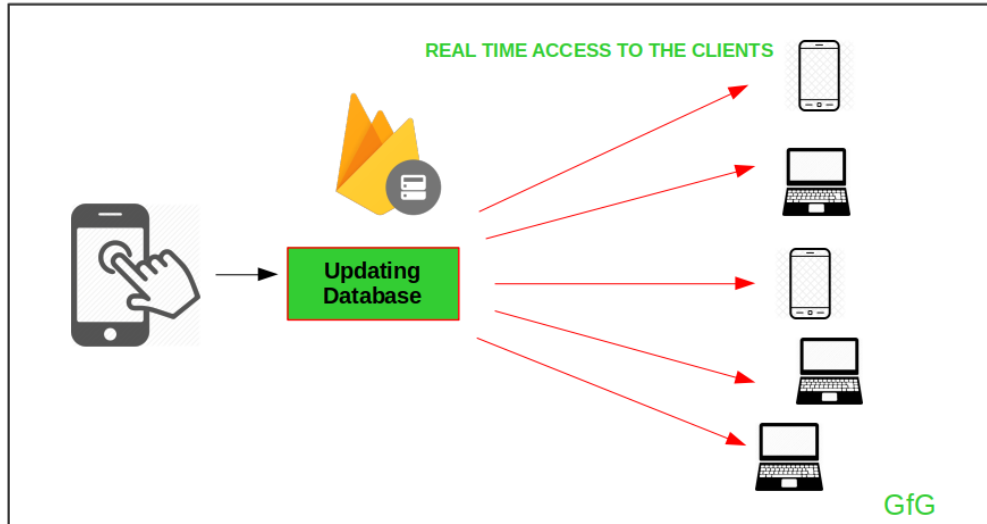 REAL TIME ACCESS TO THE CLIENTS
Updating
Database
GfG